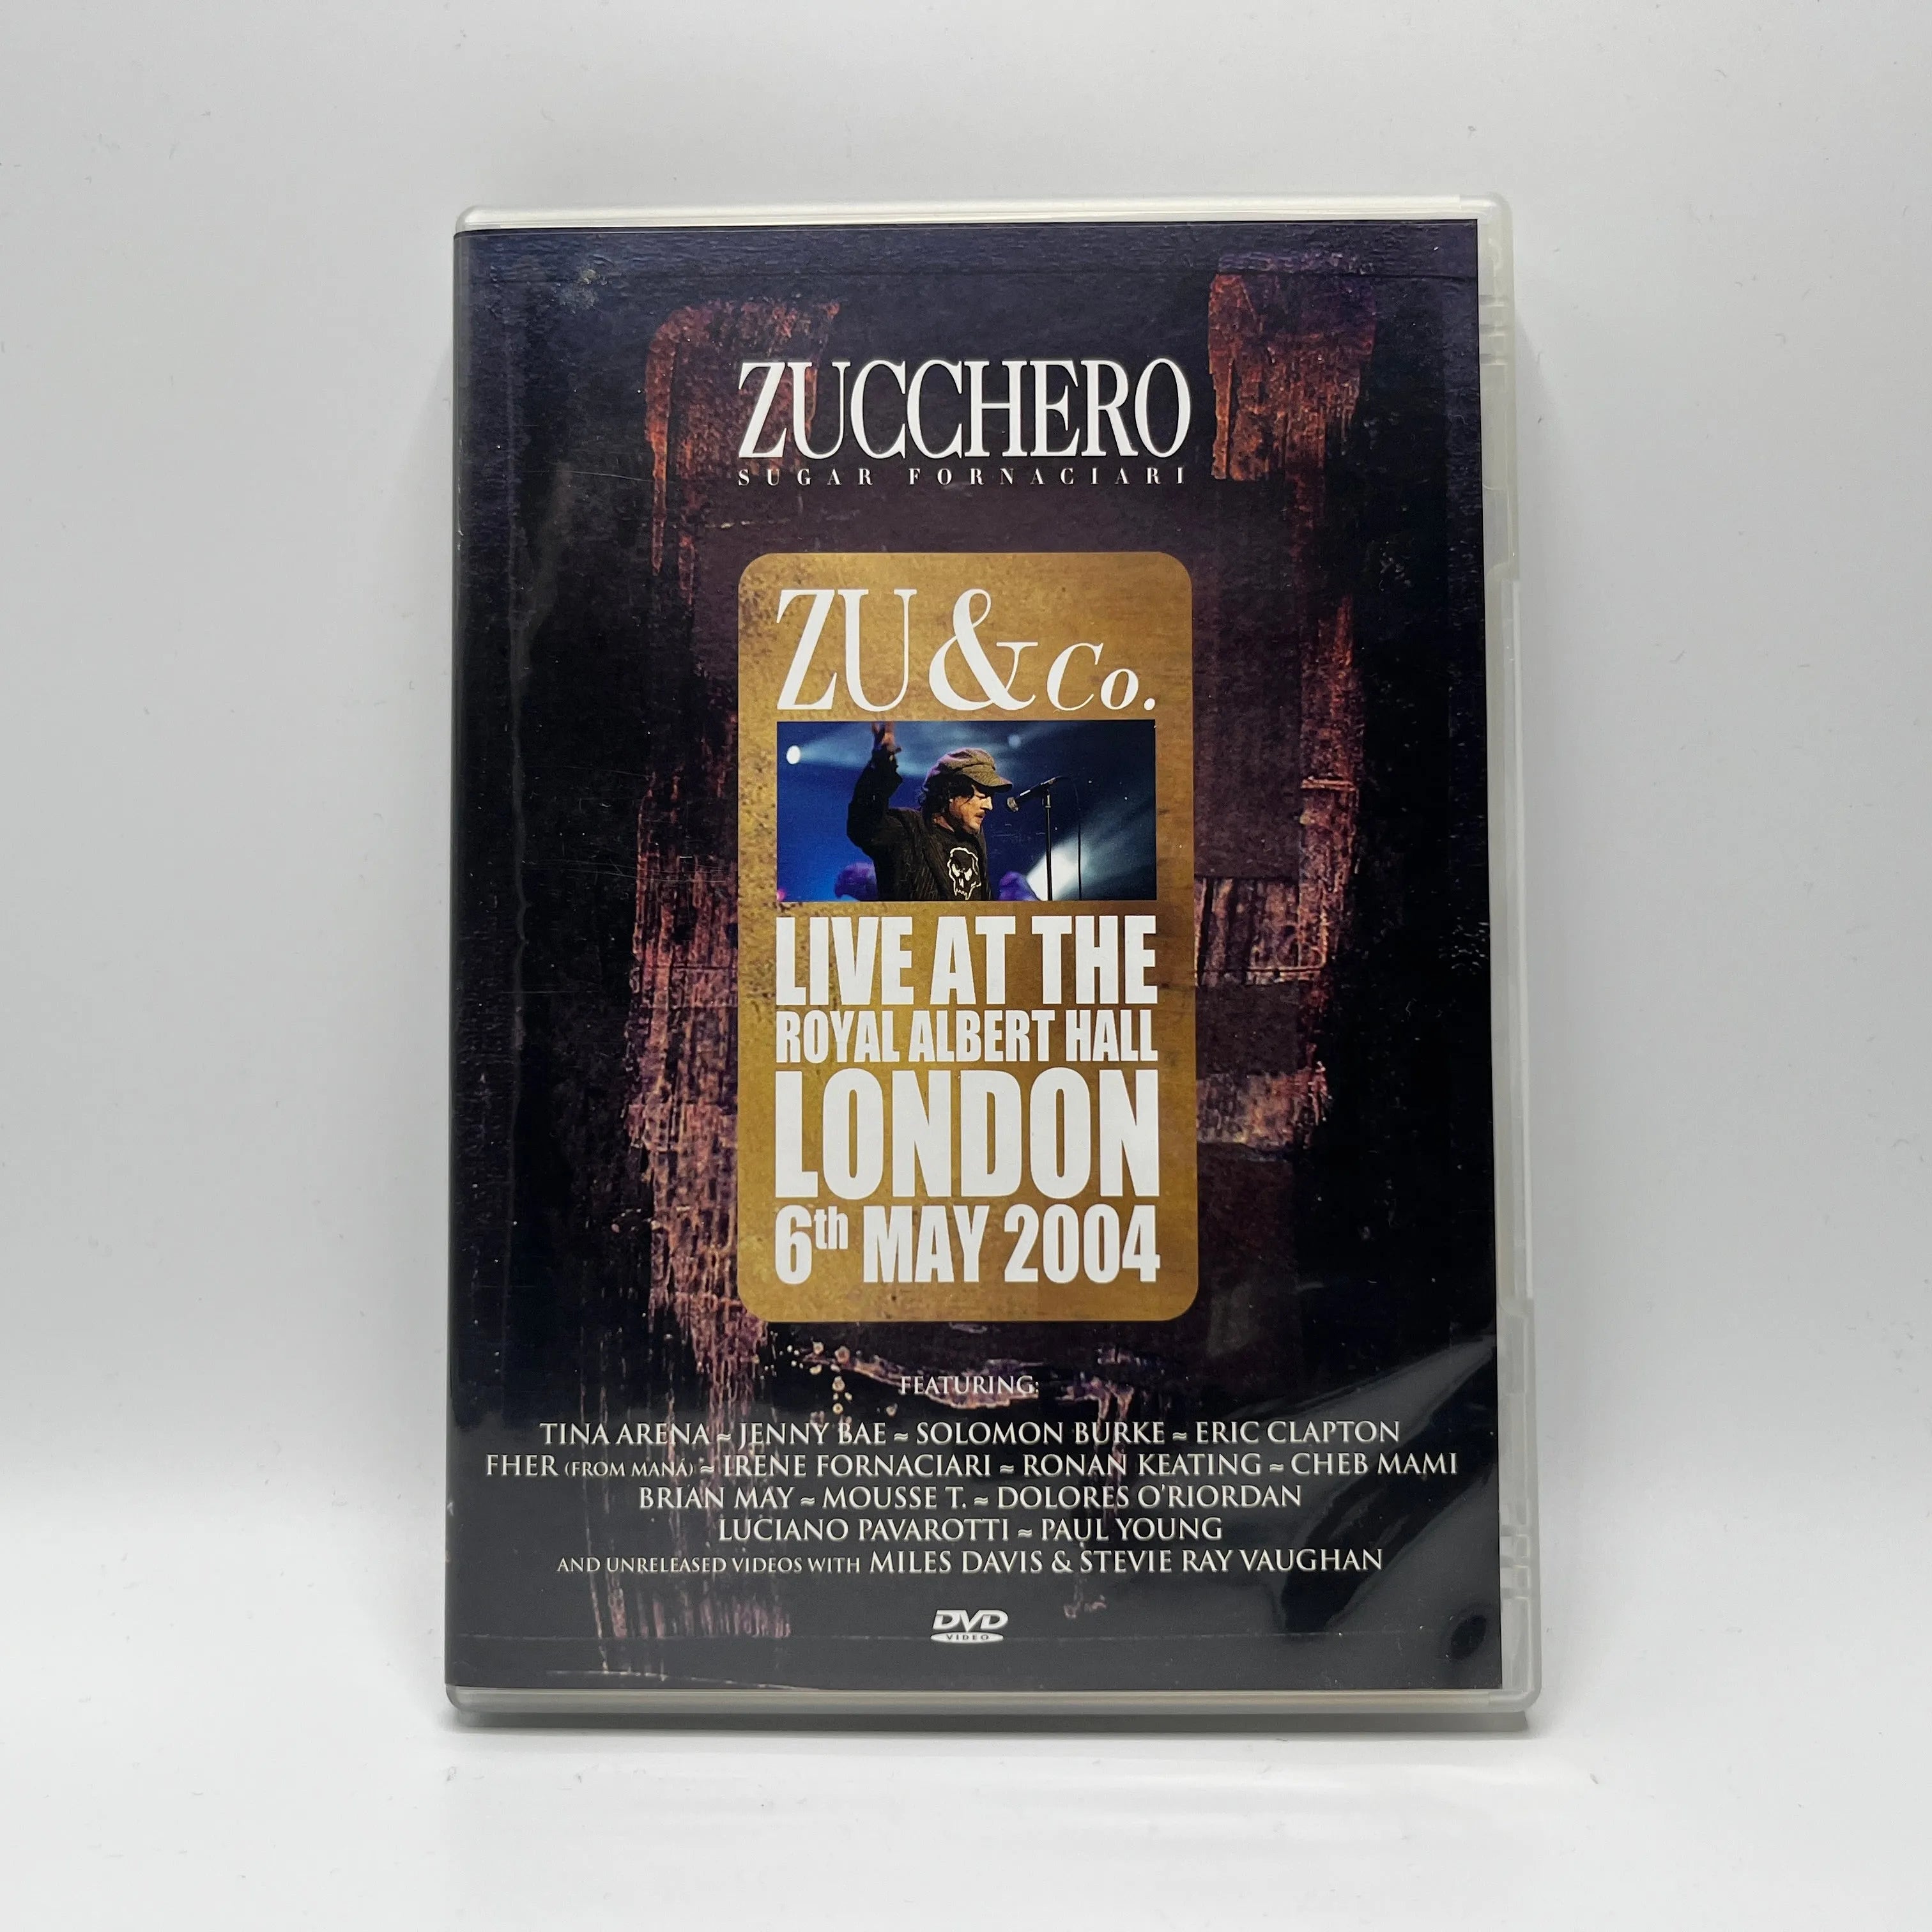 ZUCCHERO
SUGAR FORNACIARI
ZU & Co.
LIVE AT THE
ROYAL ALBERT HALL
LONDON
6th MAY 2004
FEATURING:
TINA ARENA ≈ JENNY BAE ≈ SOLOMON BURKE ≈ ERIC CLAPTON
FHER (FROM MANÁ) ≈ IRENE FORNACIARI ≈ RONAN KEATING ≈ CHEB MAMI
BRIAN MAY ≈ MOUSSE T. ≈ DOLORES O'RIORDAN
LUCIANO PAVAROTTI ≈ PAUL YOUNG
AND UNRELEASED VIDEOS WITH MILES DAVIS & STEVIE RAY VAUGHAN
DVD
VIDEO